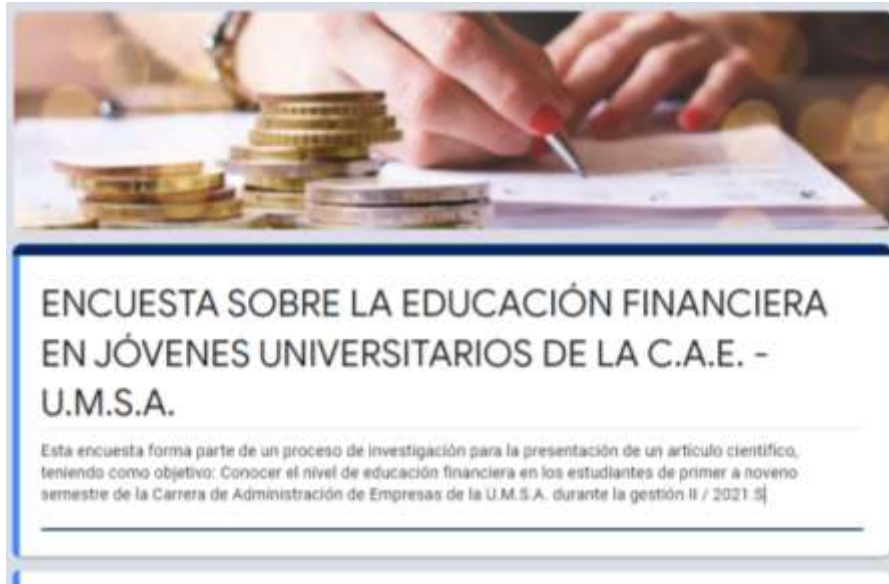 ENCUESTA SOBRE LA EDUCACIÓN FINANCIERA
EN JÓVENES UNIVERSITARIOS DE LA C.A.E. -
U.M.S.A.
Esta encuesta forma parte de un proceso de investigación para la presentación de un artículo científico,
teniendo como objetivo: Conocer el nivel de educación financiera en los estudiantes de primer a noveno
semestre de la Carrera de Administración de Empresas de la U.M.S.A. durante la gestión II / 2021.S